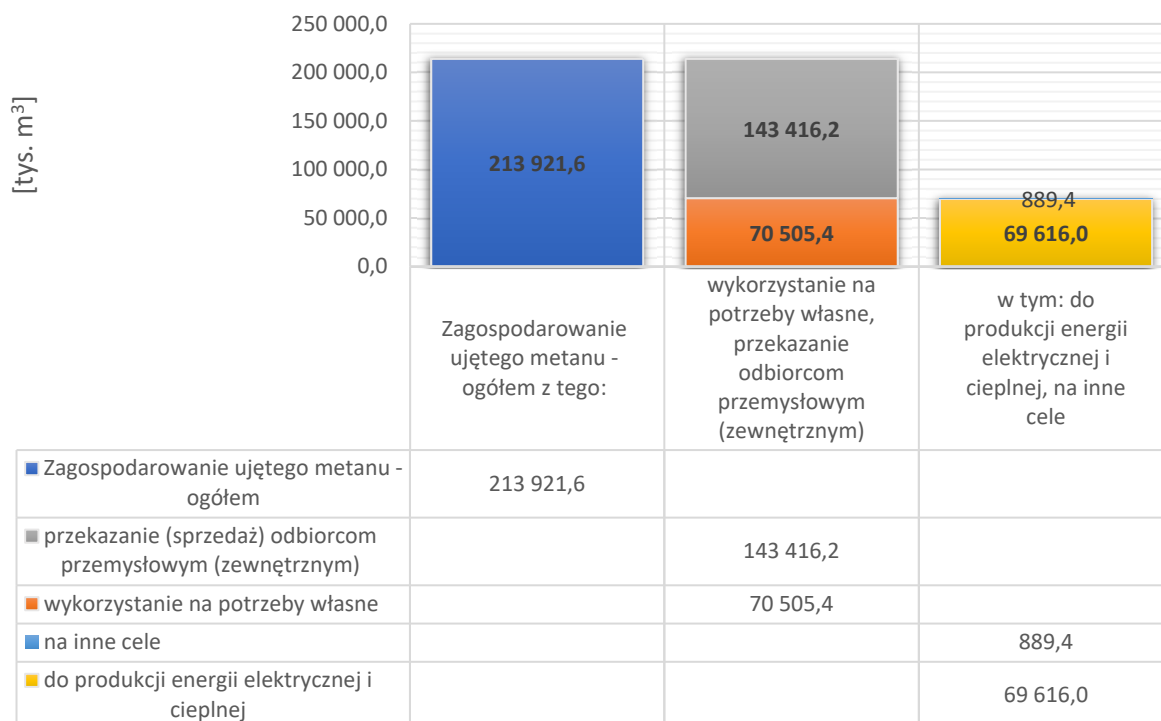 [tys. m³]
250 000,0
200 000,0
150 000,0
100 000,0
50 000,0
0,0
213 921,6
143 416,2
70 505,4
889,4
69 616,0
Zagospodarowanie
ujętego metanu -
ogółem z tego:
wykorzystanie na
potrzeby własne,
przekazanie
odbiorcom
przemysłowym
(zewnętrznym)
w tym: do
produkcji energii
elektrycznej i
cieplnej, na inne
cele
Zagospodarowanie ujętego metanu -
ogółem
213 921,6
przekazanie (sprzedaż) odbiorcom
przemysłowym (zewnętrznym)
143 416,2
wykorzystanie na potrzeby własne
70 505,4
na inne cele
889,4
do produkcji energii elektrycznej i
cieplnej
69 616,0